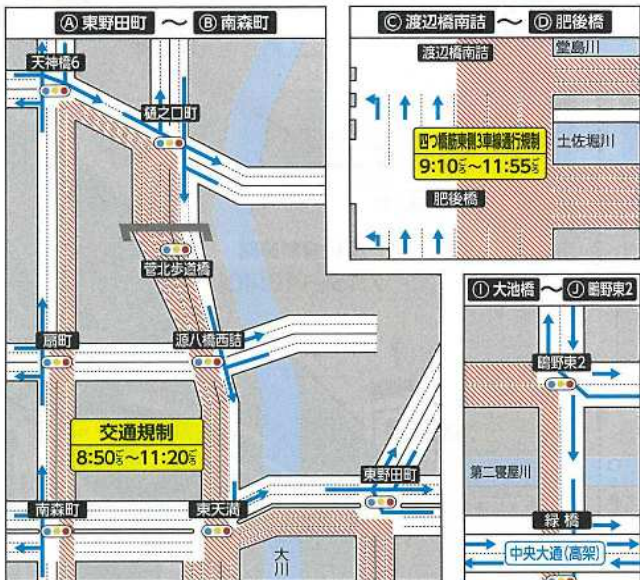 Ⓐ 東野田町 ～ Ⓑ 南森町
天神橋6
樋之口町
菅北歩道橋
扇町
源八橋西詰
交通規制
8:50ごろ～11:20ごろ
東野田町
南森町
東天満
大川
Ⓒ 渡辺橋南詰 ～ Ⓓ 肥後橋
渡辺橋南詰
堂島川
四つ橋筋東側3車線通行規制
9:10ごろ～11:55ごろ
土佐堀川
肥後橋
Ⓘ 大池橋 ～ Ⓙ 鴫野東2
鴫野東2
第二寝屋川
緑橋
中央大通(高架)